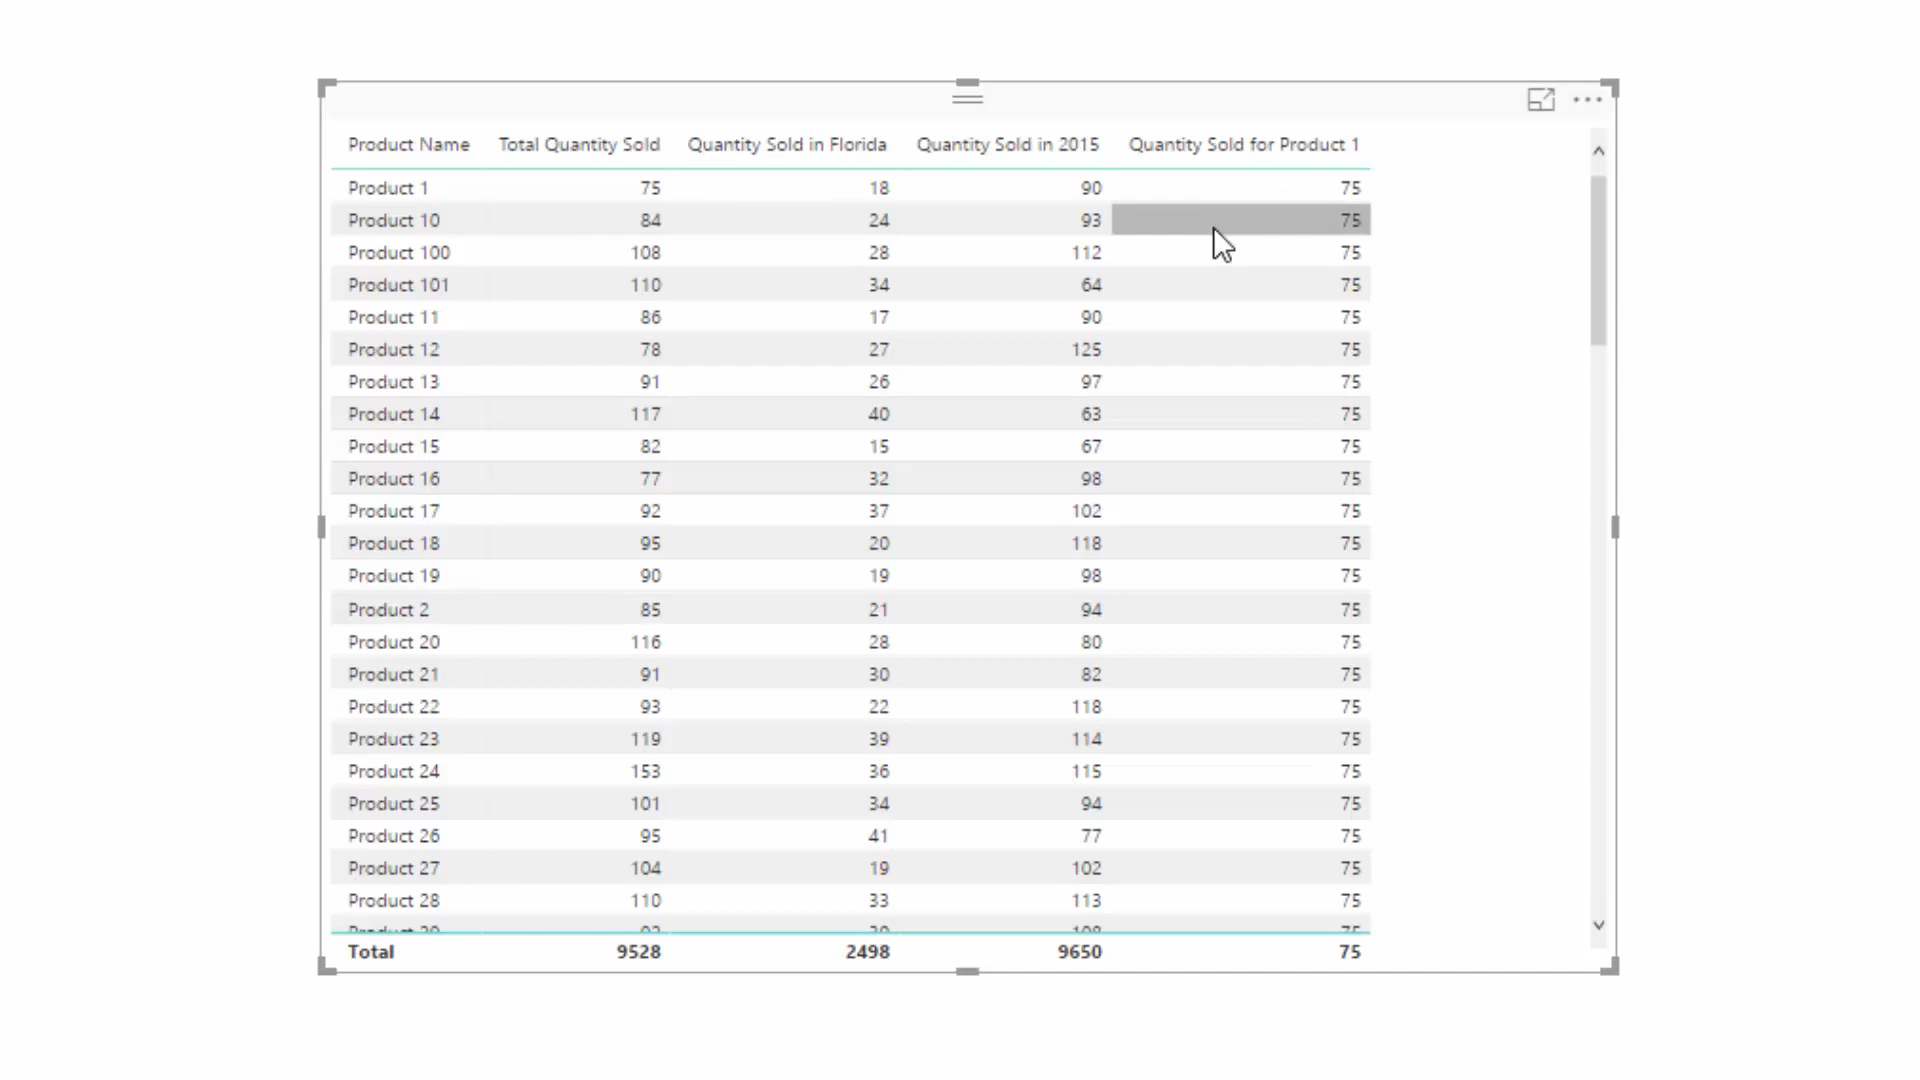 Product Name Total Quantity Sold Quantity Sold in Florida Quantity Sold in 2015 Quantity Sold for Product 1
Product 1 75 18 90 75
Product 10 84 24 93 75
Product 100 108 28 112 75
Product 101 110 34 64 75
Product 11 86 17 90 75
Product 12 78 27 125 75
Product 13 91 26 97 75
Product 14 117 40 63 75
Product 15 82 15 67 75
Product 16 77 32 98 75
Product 17 92 37 102 75
Product 18 95 20 118 75
Product 19 90 19 98 75
Product 2 85 21 94 75
Product 20 116 28 80 75
Product 21 91 30 82 75
Product 22 93 22 118 75
Product 23 119 39 114 75
Product 24 153 36 115 75
Product 25 101 34 94 75
Product 26 95 41 77 75
Product 27 104 19 102 75
Product 28 110 33 113 75
Total 9528 2498 9650 75